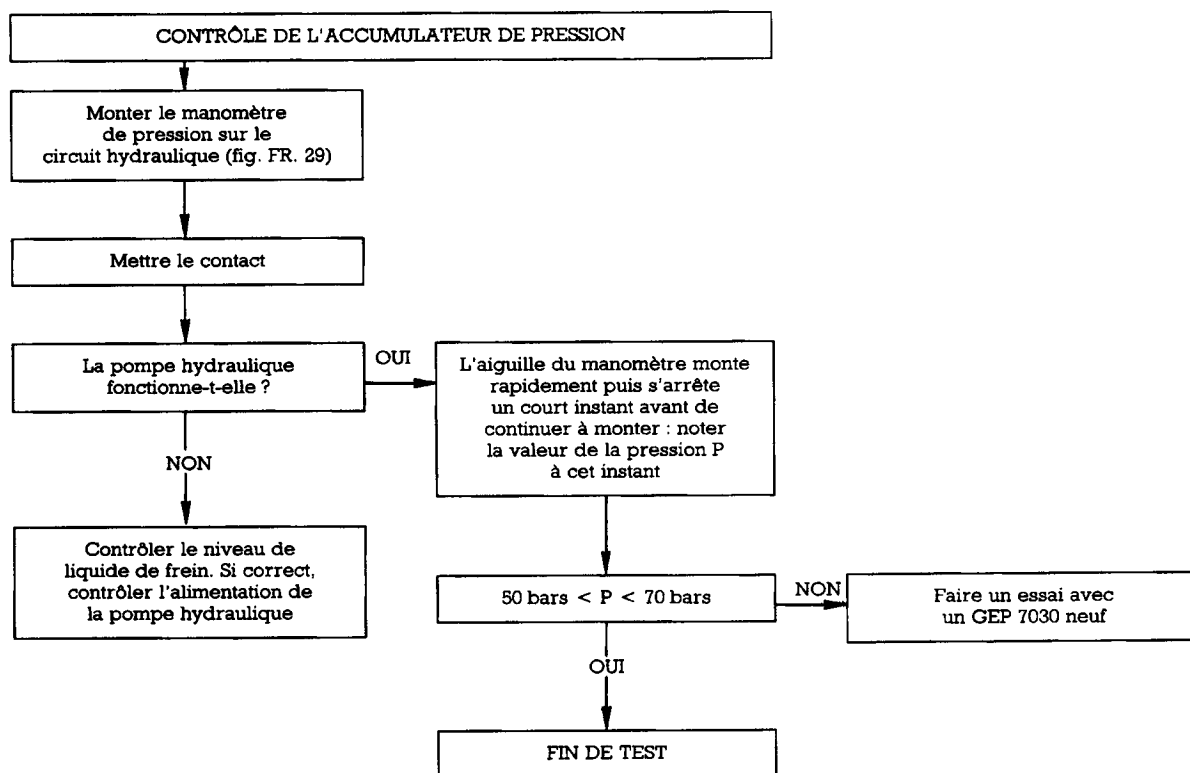 CONTRÔLE DE L'ACCUMULATEUR DE PRESSION
Monter le manomètre
de pression sur le
circuit hydraulique (fig. FR. 29)
Mettre le contact
La pompe hydraulique
fonctionne-t-elle ?
OUI
L'aiguille du manomètre monte
rapidement puis s'arrête
un court instant avant de
continuer à monter : noter
la valeur de la pression P
à cet instant
NON
Contrôler le niveau de
liquide de frein. Si correct,
contrôler l'alimentation de
la pompe hydraulique
50 bars < P < 70 bars
NON
Faire un essai avec
un GEP 7030 neuf
OUI
FIN DE TEST